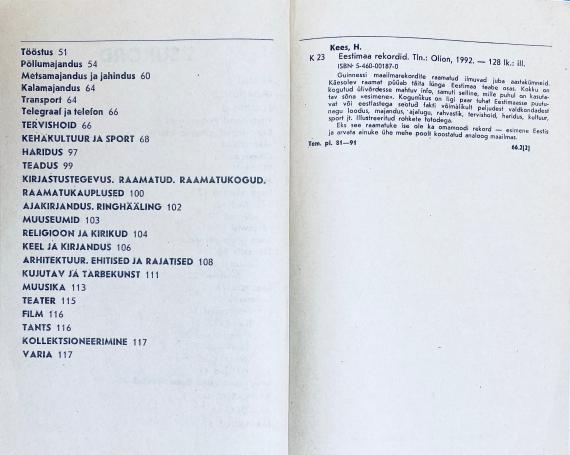 Tööstus 51
Põllumajandus 54
Metsamajandus ja jahindus 60
Kalamajandus 64
Transport 64
Telegraaf ja telefon 66
TERVISHOID 66
KEHAKULTUUR JA SPORT 68
HARIDUS 97
TEADUS 99
KIRJASTUSTEGEVUS. RAAMATUD. RAAMATUKOGUD.
RAAMATUKAUPLUSED 100
AJAKIRJANDUS. RINGHÄÄLING 102
MUUSEUMID 103
RELIGIOON JA KIRIKUD 104
KEEL JA KIRJANDUS 106
ARHITEKTUUR. EHITISED JA RAJATISED 108
KUJUTAV JA TARBEKUNST 111
MUUSIKA 113
TEATER 115
FILM 116
TANTS 116
KOLLEKTSIONEERIMINE 117
VARIA 117
Kees, H.
K 23 Eestimaa rekordid. Tln.: Olion, 1992. — 128 lk.: ill.
ISBN 5-460-00187-0
Guinnessi maailmarekordite raamatud ilmuvad juba aastakümneid.
Käesolev raamat püüab täita lünga Eestimaa teabe osas. Kokku on
kogutud ülivõrdesse mahtuv info, samuti selline, mille puhul on kasuta-
tav sõna «esimene». Kogumikus on ligi paar tuhat Eestimaasse puutu-
vat või eestlastega seotud fakti võimalikult paljudest valdkondadest
nagu loodus, majandus, ajalugu, rahvastik, tervishoid, haridus, kultuur,
sport jt. Illustreeritud rohkete fotodega.
Eks see raamatuke ise ole ka omamoodi rekord — esimene Eestis
ja arvata ainuke ühe mehe poolt koostatud analoog maailmas.
Tem. pl. 81—91
66.2(2)